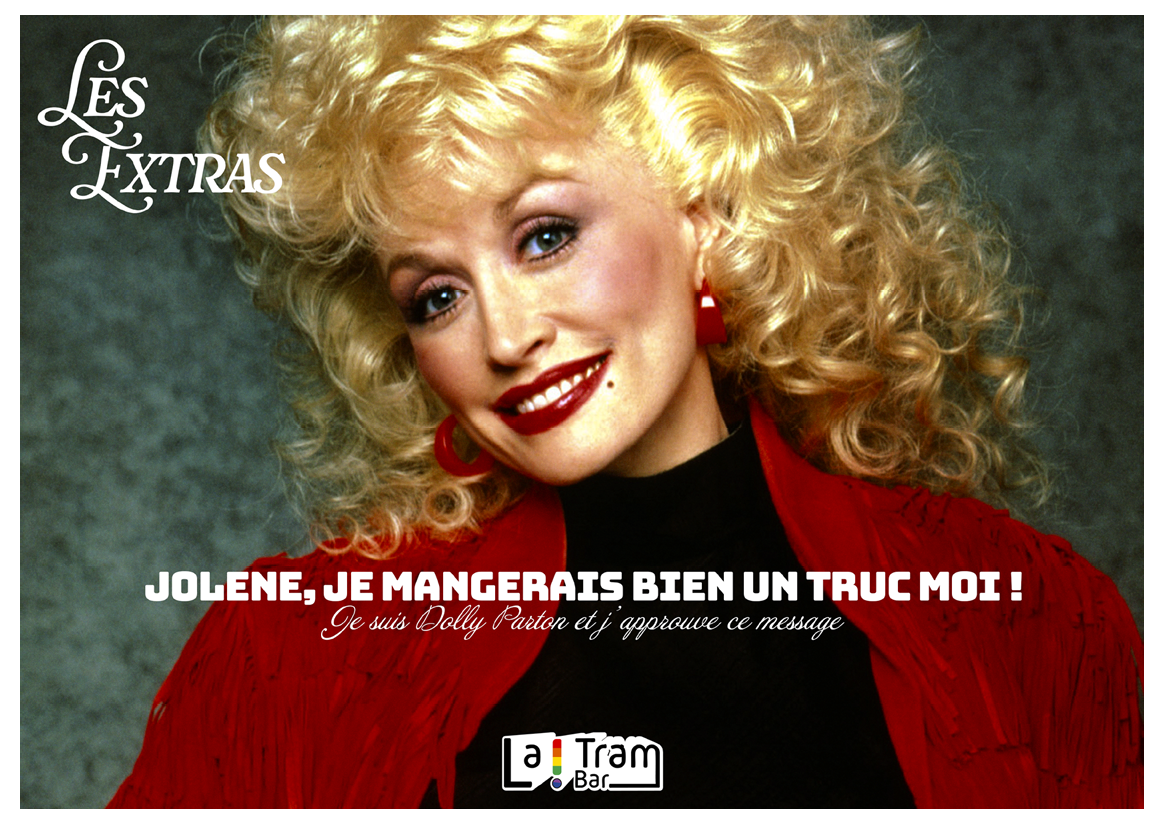 LES
EXTRAS
JOLENE, JE MANGERAIS BIEN UN TRUC MOI !
Je suis Dolly Parton et j'approuve ce message
La! Tram
Bar